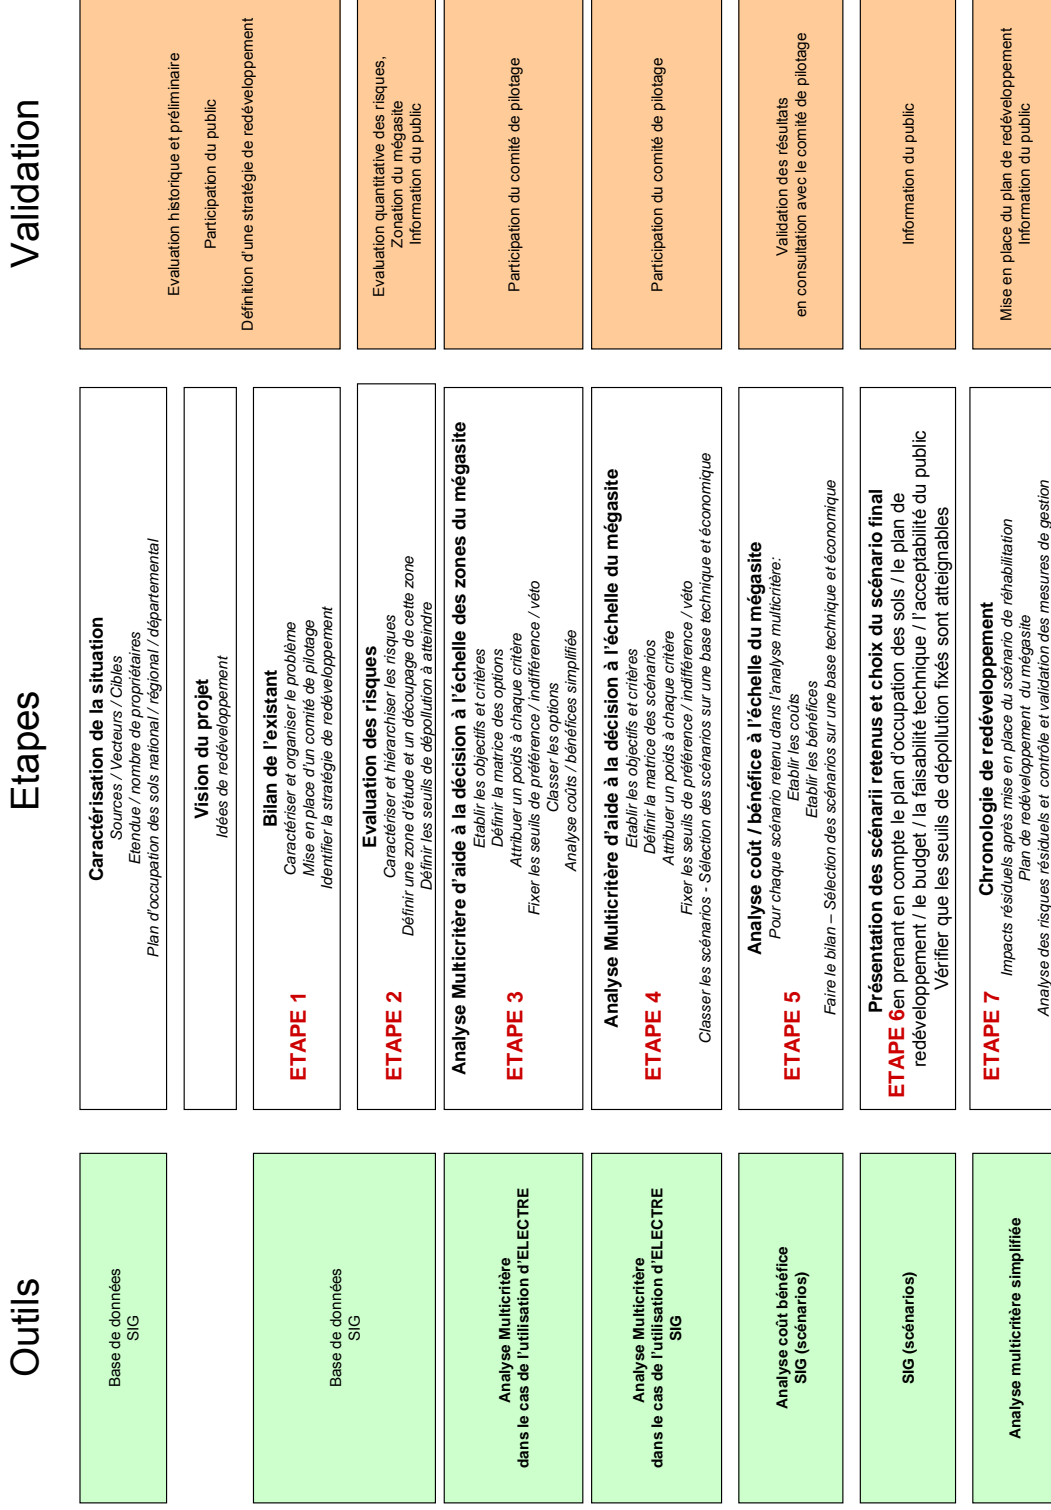 Outils
Etapes
Validation
Base de données
SIG
Caractérisation de la situation
Sources / Vecteurs / Cibles
Etendue / nombre de propriétaires
Plan d'occupation des sols national / régional / départemental
Evaluation historique et préliminaire
Participation du public
Définition d'une stratégie de redéveloppement
Vision du projet
Idées de redéveloppement
Base de données
SIG
ETAPE 1
Bilan de l'existant
Caractériser et organiser le problème
Mise en place d'un comité de pilotage
Identifier la stratégie de redéveloppement
ETAPE 2
Evaluation des risques
Caractériser et hiérarchiser les risques
Définir une zone d'étude et un découpage de cette zone
Définir les seuils de dépollution à atteindre
Evaluation quantitative des risques,
Zonation du mégasite
Information du public
Analyse Multicritère
dans le cas de l'utilisation d'ELECTRE
ETAPE 3
Analyse Multicritère d'aide à la décision à l'échelle des zones du mégasite
Etablir les objectifs et critères
Définir la matrice des options
Attribuer un poids à chaque critère
Fixer les seuils de préférence / indifférence / véto
Classer les options
Analyse coûts / bénéfices simplifiée
Participation du comité de pilotage
Analyse Multicritère
dans le cas de l'utilisation d'ELECTRE
SIG
ETAPE 4
Analyse Multicritère d'aide à la décision à l'échelle du mégasite
Etablir les objectifs et critères
Définir la matrice des scénarios
Attribuer un poids à chaque critère
Fixer les seuils de préférence / indifférence / véto
Classer les scénarios - Sélection des scénarios sur une base technique et économique
Participation du comité de pilotage
Analyse coût bénéfice
SIG (scénarios)
ETAPE 5
Analyse coût / bénéfice à l'échelle du mégasite
Pour chaque scénario retenu dans l'analyse multicritère:
Etablir les coûts
Etablir les bénéfices
Faire le bilan – Sélection des scénarios sur une base technique et économique
Validation des résultats
en consultation avec le comité de pilotage
SIG (scénarios)
Présentation des scénarii retenus et choix du scénario final
ETAPE 6 en prenant en compte le plan d'occupation des sols / le plan de
redéveloppement / le budget / la faisabilité technique / l'acceptabilité du public
Vérifier que les seuils de dépollution fixés sont atteignables
Information du public
Analyse multicritère simplifiée
ETAPE 7
Chronologie de redéveloppement
Impacts résiduels après mise en place du scénario de réhabilitation
Plan de redéveloppement du mégasite
Analyse des risques résiduels et contrôle et validation des mesures de gestion
Mise en place du plan de redéveloppement
Information du public